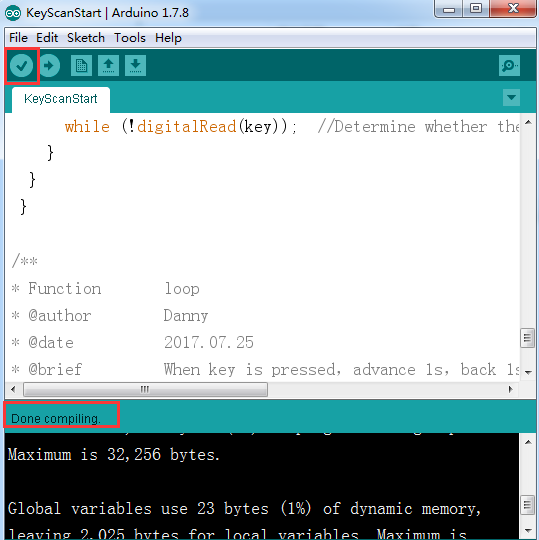 KeyScanStart | Arduino 1.7.8
File Edit Sketch Tools Help
KeyScanStart
while (!digitalRead(key)); //Determine whether the
}
}
}
/**
* Function loop
* @author Danny
* @date 2017.07.25
* @brief When key is pressed, advance 1s, back 1s
Done compiling.
Maximum is 32,256 bytes.
Global variables use 23 bytes (1%) of dynamic memory,
leaving 2,025 bytes for local variables. Maximum is